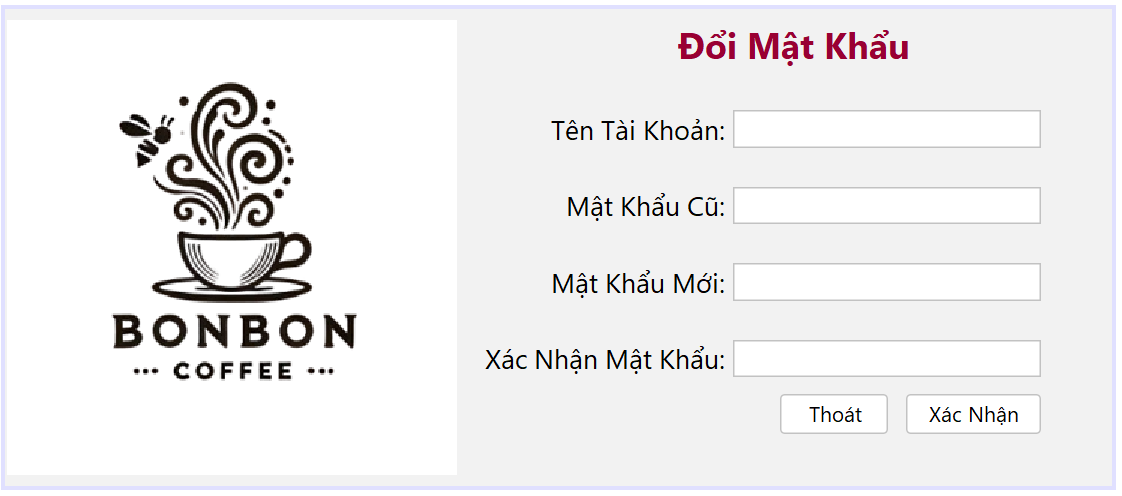 BONBON
COFFEE
Đổi Mật Khẩu
Tên Tài Khoản:
Mật Khẩu Cũ:
Mật Khẩu Mới:
Xác Nhận Mật Khẩu:
Thoát Xác Nhận